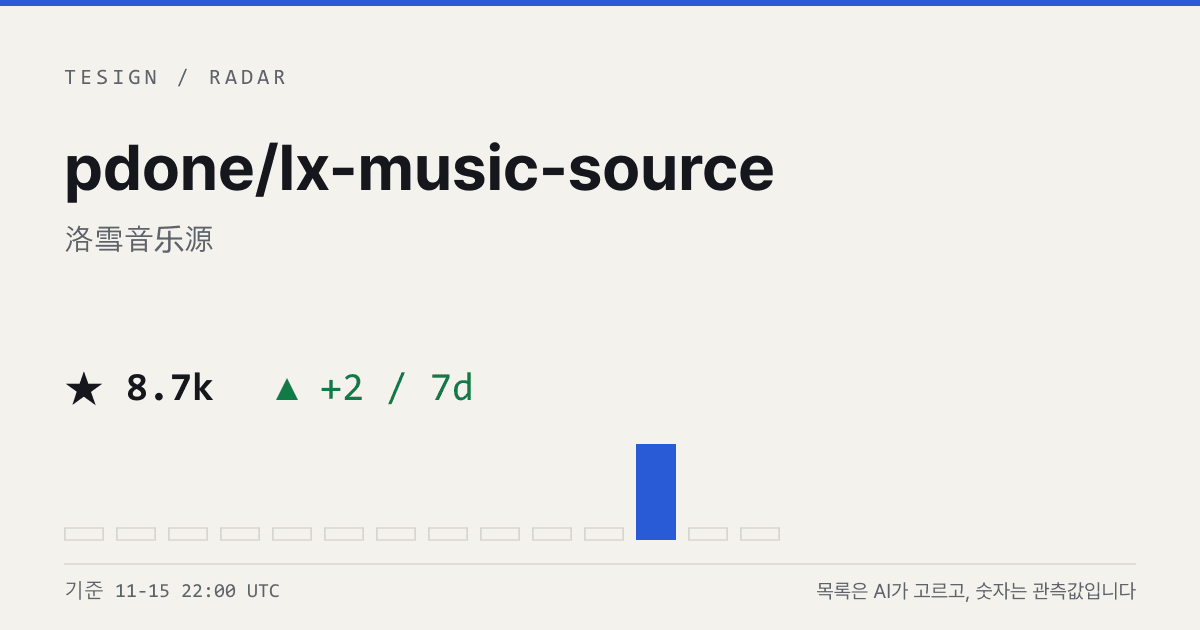 TESIGN / RADAR
pdone/lx-music-source
洛雪音乐源
★ 8.7k ▲ +2 / 7d
기준 11-15 22:00 UTC
목록은 AI가 고르고, 숫자는 관측값입니다